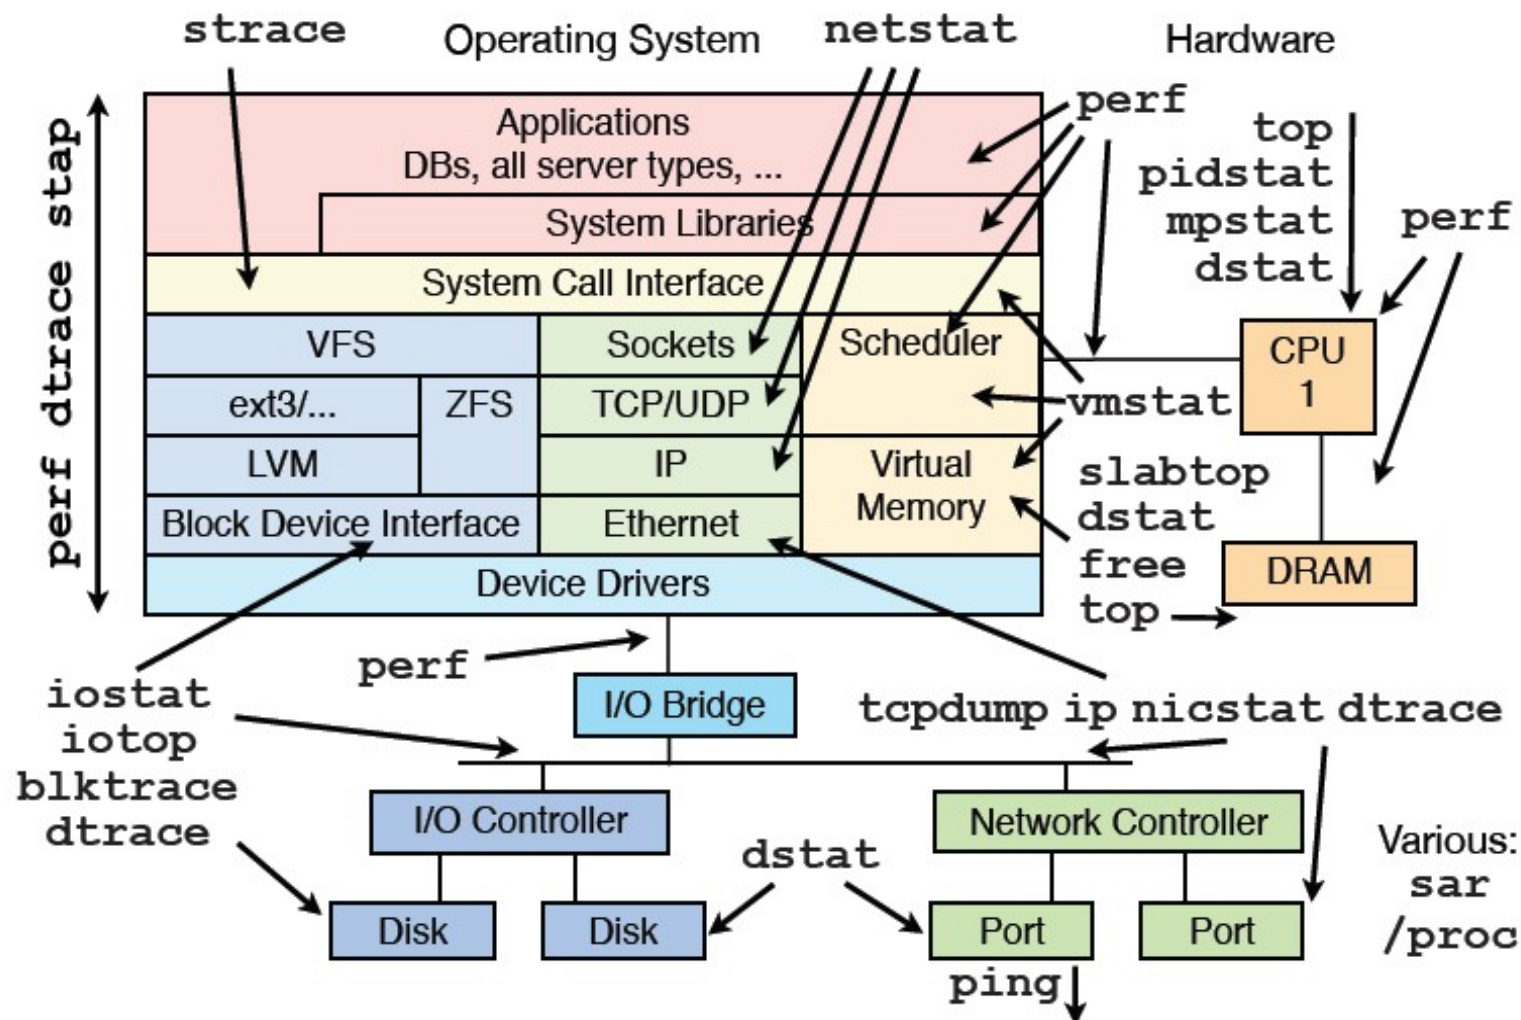 strace
Operating System
netstat
Hardware
perf dtrace stap
Applications
DBs, all server types, ...
System Libraries
System Call Interface
VFS
Sockets
Scheduler
ext3/...
ZFS
TCP/UDP
LVM
IP
Virtual
Memory
Block Device Interface
Ethernet
Device Drivers
perf
top
pidstat
mpstat
dstat
perf
CPU
1
vmstat
slabtop
dstat
free
top
DRAM
perf
I/O Bridge
iostat
iotop
blktrace
dtrace
tcpdump ip nicstat dtrace
I/O Controller
Network Controller
dstat
Disk
Disk
Port
Port
ping
Various:
sar
/proc